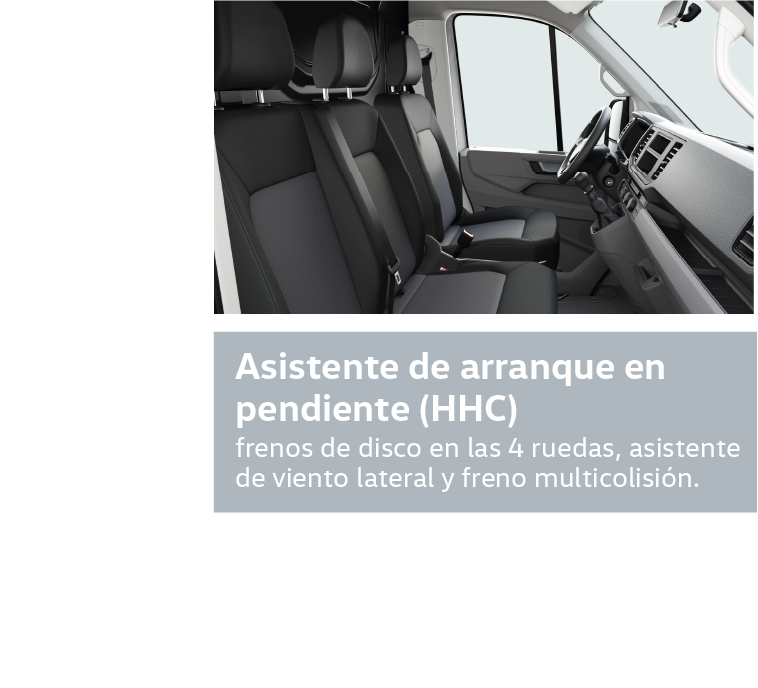 Asistente de arranque en
pendiente (HHC)
frenos de disco en las 4 ruedas, asistente
de viento lateral y freno multicolisión.